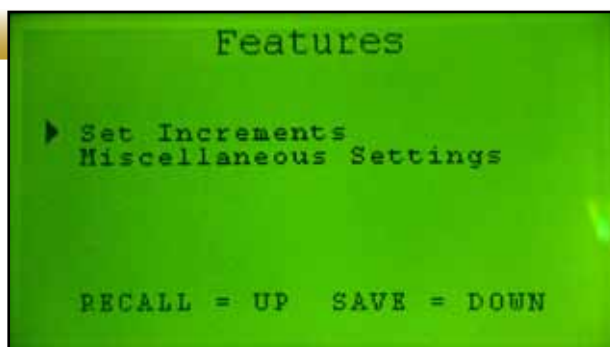 Features
Set Increments
Miscellaneous Settings
RECALL = UP SAVE = DOWN